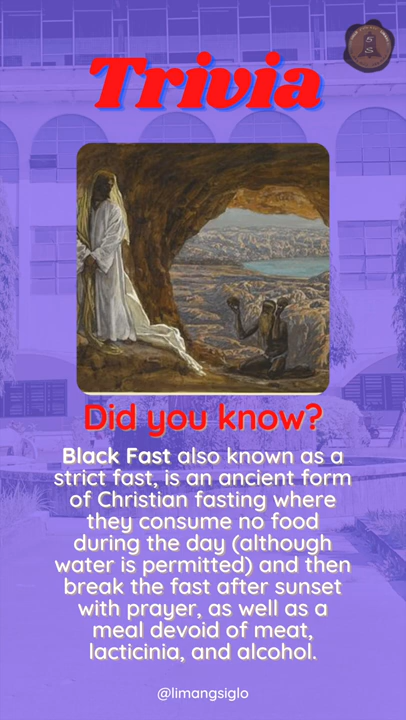 Trivia
Did you know?
Black Fast also known as a
strict fast, is an ancient form
of Christian fasting where
they consume no food
during the day (although
water is permitted) and then
break the fast after sunset
with prayer, as well as a
meal devoid of meat,
lacticinia, and alcohol.
@limangsiglo